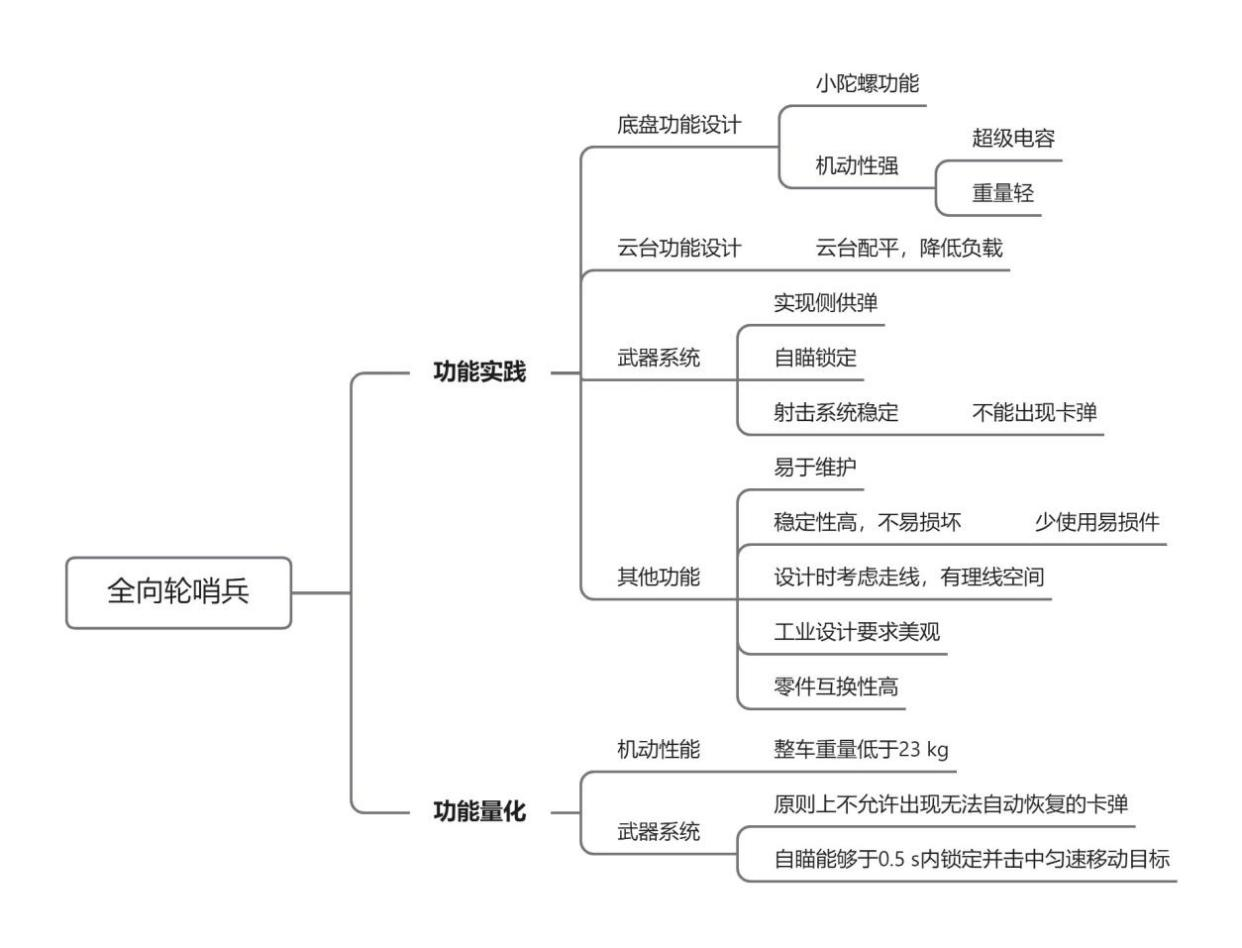 小陀螺功能
底盘功能设计
超级电容
机动性强
重量轻
云台功能设计
云台配平，降低负载
实现侧供弹
功能实践
武器系统
自瞄锁定
射击系统稳定
不能出现卡弹
易于维护
稳定性高，不易损坏
少使用易损件
全向轮哨兵
其他功能
设计时考虑走线，有理线空间
工业设计要求美观
零件互换性高
机动性能
整车重量低于23 kg
功能量化
原则上不允许出现无法自动恢复的卡弹
武器系统
自瞄能够于0.5 s内锁定并击中匀速移动目标